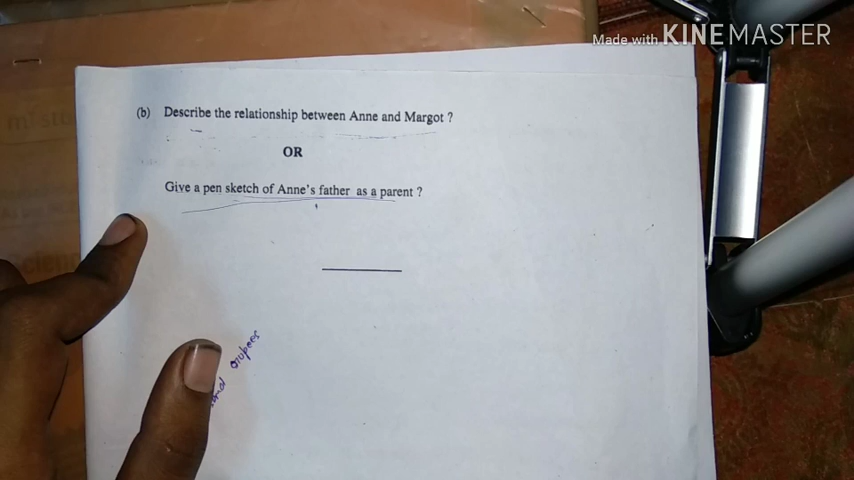 Made with KINEMASTER
(b) Describe the relationship between Anne and Margot ?
OR
Give a pen sketch of Anne's father as a parent ?